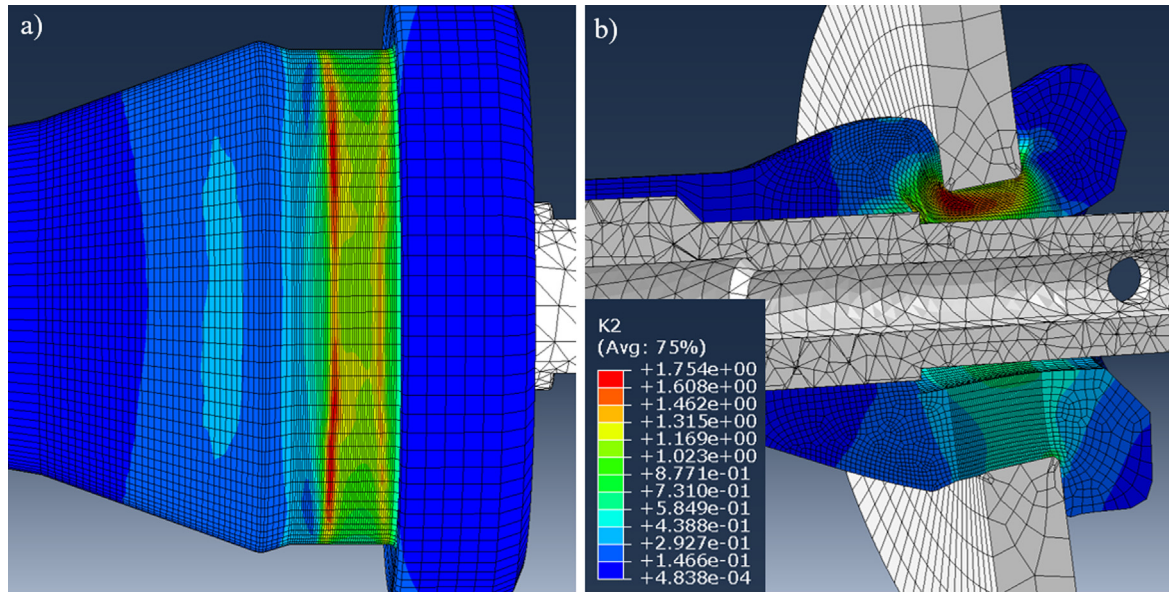 a)
b)
K2
(Avg: 75%)
+1.754e+00
+1.608e+00
+1.462e+00
+1.315e+00
+1.169e+00
+1.023e+00
+8.771e-01
+7.310e-01
+5.849e-01
+4.388e-01
+2.927e-01
+1.466e-01
+4.838e-04